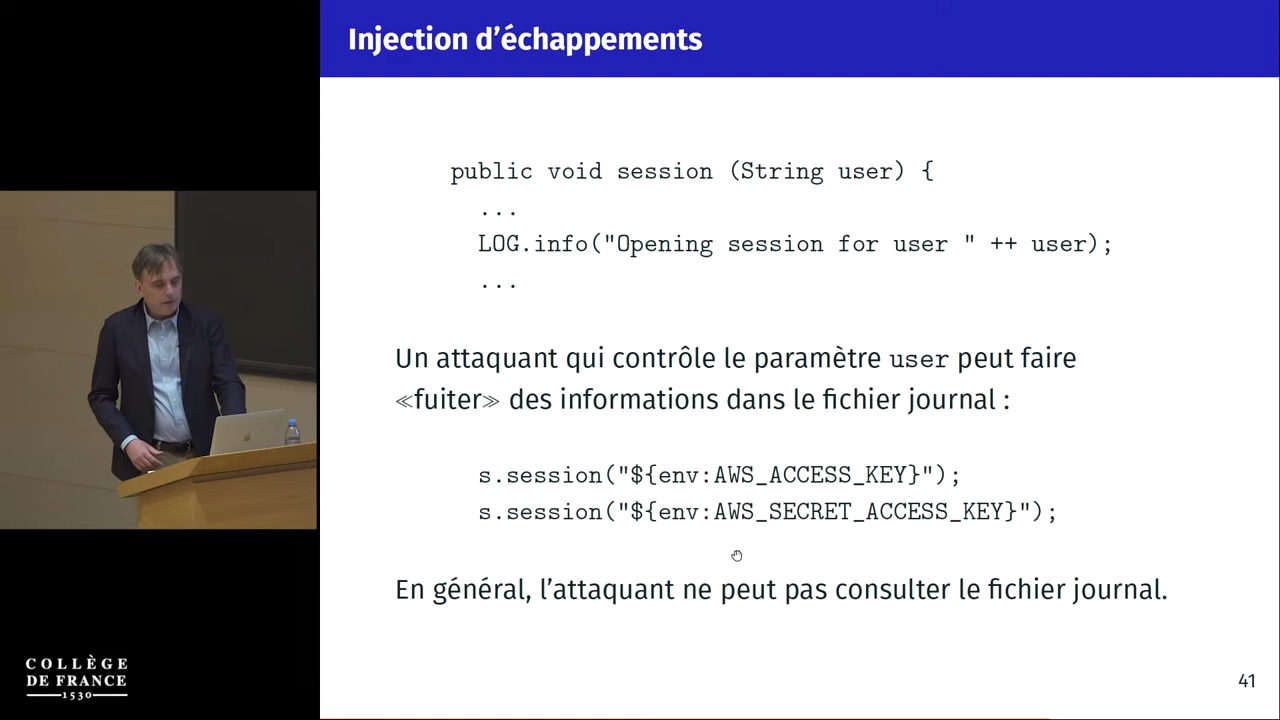 Injection d'échappements
public void session (String user) {
...
LOG.info("Opening session for user " ++ user);
...
Un attaquant qui contrôle le paramètre user peut faire
≪fuiter≫ des informations dans le fichier journal :
s.session("${env:AWS_ACCESS_KEY}");
s.session("${env:AWS_SECRET_ACCESS_KEY}");
En général, l'attaquant ne peut pas consulter le fichier journal.
COLLÈGE
DE FRANCE
1530
41